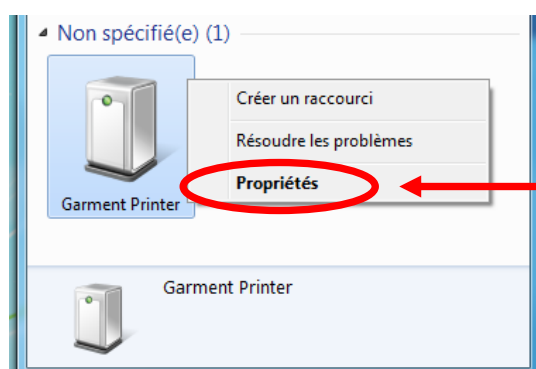 Non spécifié(e) (1)
Créer un raccourci
Résoudre les problèmes
Propriétés
Garment Printer
Garment Printer